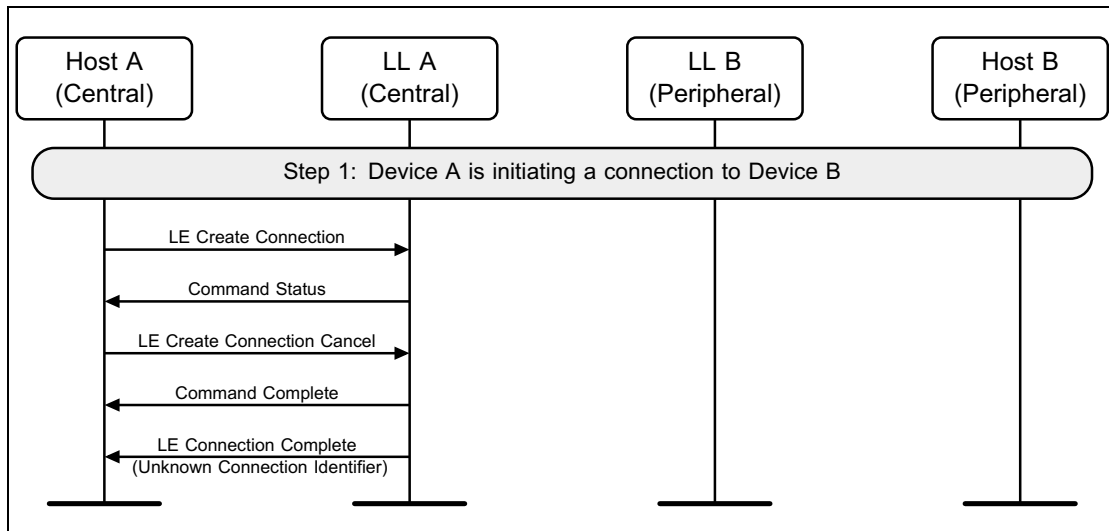 Host A
(Central)
LL A
(Central)
LL B
(Peripheral)
Host B
(Peripheral)
Step 1: Device A is initiating a connection to Device B
LE Create Connection
Command Status
LE Create Connection Cancel
Command Complete
LE Connection Complete
(Unknown Connection Identifier)